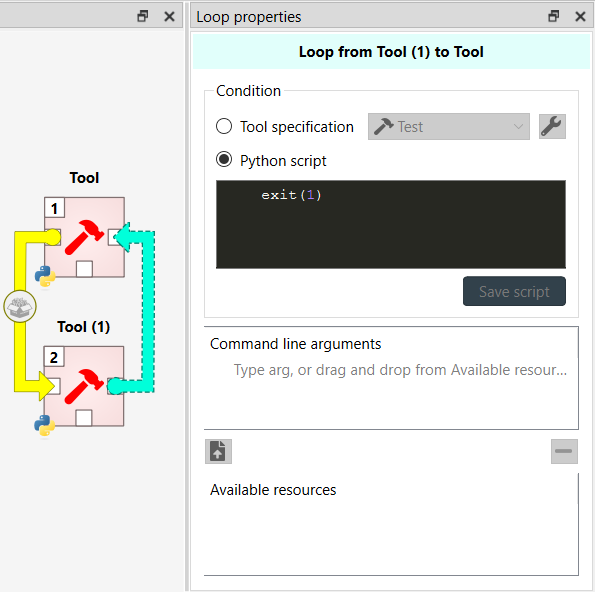 Loop properties
Loop from Tool (1) to Tool
Condition
Tool specification
Test
Python script
exit(1)
Save script
Command line arguments
Type arg, or drag and drop from Available resour...
Available resources
Tool
1
Tool (1)
2